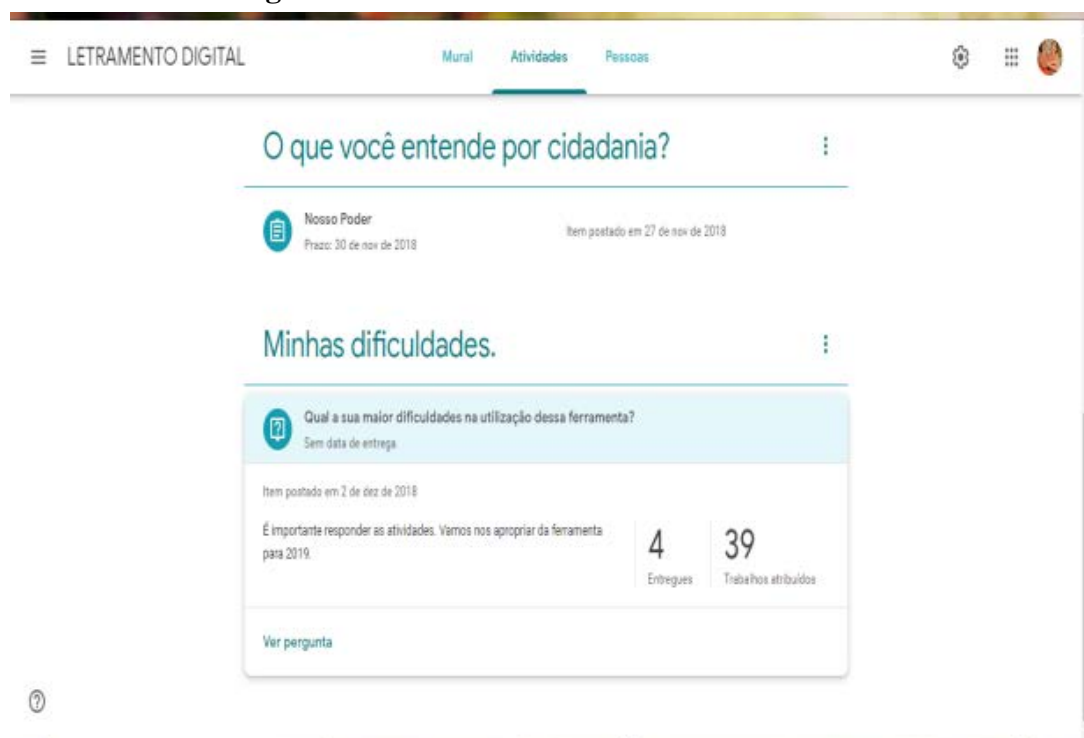 LETRAMENTO DIGITAL
Mural Atividades Pessoas
O que você entende por cidadania?
Nosso Poder
Prazo: 30 de nov de 2018
Item postado em 27 de nov de 2018
Minhas dificuldades.
Qual a sua maior dificuldades na utilização dessa ferramenta?
Sem data de entrega
Item postado em 2 de dez de 2018
É importante responder as atividades. Vamos nos apropriar da ferramenta
para 2019.
4 39
Entregues Trabalhos atribuídos
Ver pergunta